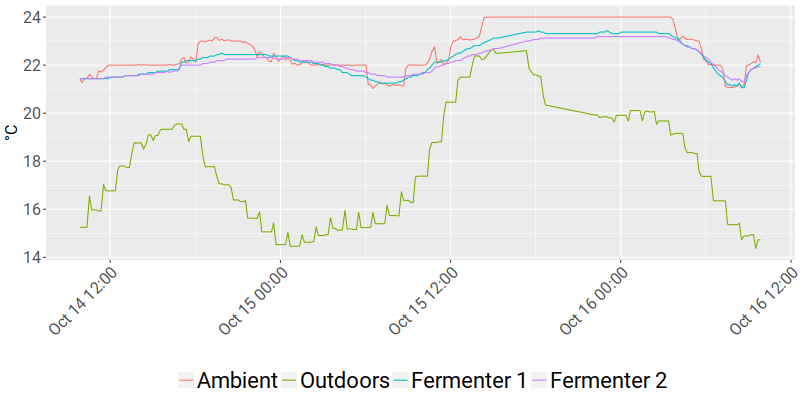 24
22
20
18
16
14
°C
Oct 14 12:00
Oct 15 00:00
Oct 15 12:00
Oct 16 00:00
Oct 16 12:00
Ambient Outdoors Fermenter 1 Fermenter 2